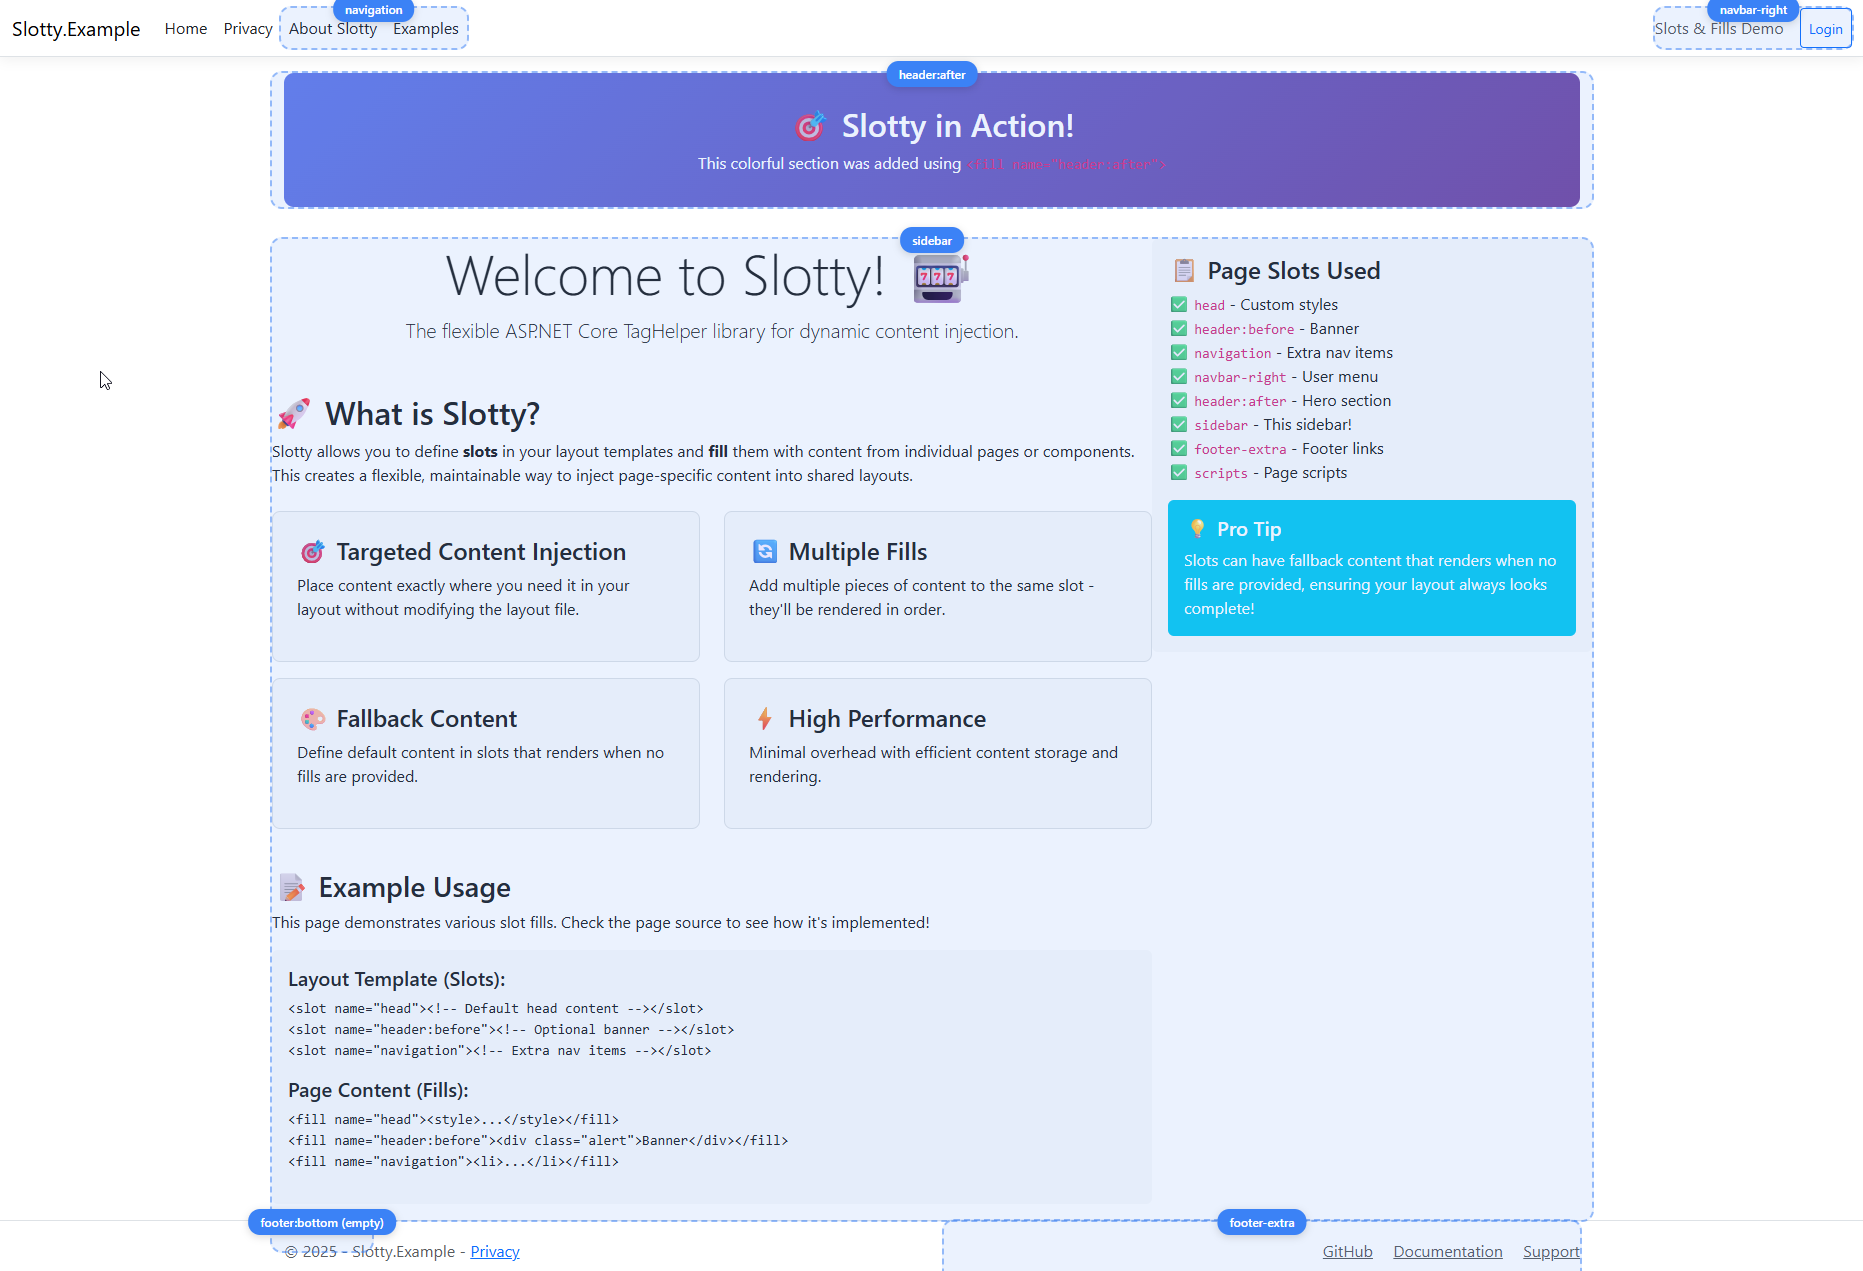 navigation
navbar-right
Slotty.Example Home Privacy About Slotty Examples Slots & Fills Demo Login
header:after
Slotty in Action!
This colorful section was added using <fill name="header:after">
sidebar
Welcome to Slotty!
The flexible ASP.NET Core TagHelper library for dynamic content injection.
What is Slotty?
Slotty allows you to define slots in your layout templates and fill them with content from individual pages or components.
This creates a flexible, maintainable way to inject page-specific content into shared layouts.
Targeted Content Injection
Place content exactly where you need it in your
layout without modifying the layout file.
Multiple Fills
Add multiple pieces of content to the same slot -
they'll be rendered in order.
Fallback Content
Define default content in slots that renders when no
fills are provided.
High Performance
Minimal overhead with efficient content storage and
rendering.
Example Usage
This page demonstrates various slot fills. Check the page source to see how it's implemented!
Layout Template (Slots):
<slot name="head"><!-- Default head content --></slot>
<slot name="header:before"><!-- Optional banner --></slot>
<slot name="navigation"><!-- Extra nav items --></slot>
Page Content (Fills):
<fill name="head"><style>...</style></fill>
<fill name="header:before"><div class="alert">Banner</div></fill>
<fill name="navigation"><li>...</li></fill>
Page Slots Used
head - Custom styles
header:before - Banner
navigation - Extra nav items
navbar-right - User menu
header:after - Hero section
sidebar - This sidebar!
footer-extra - Footer links
scripts - Page scripts
Pro Tip
Slots can have fallback content that renders when no
fills are provided, ensuring your layout always looks
complete!
footer:bottom (empty)
footer-extra
© 2025 - Slotty.Example - Privacy
GitHub Documentation Support